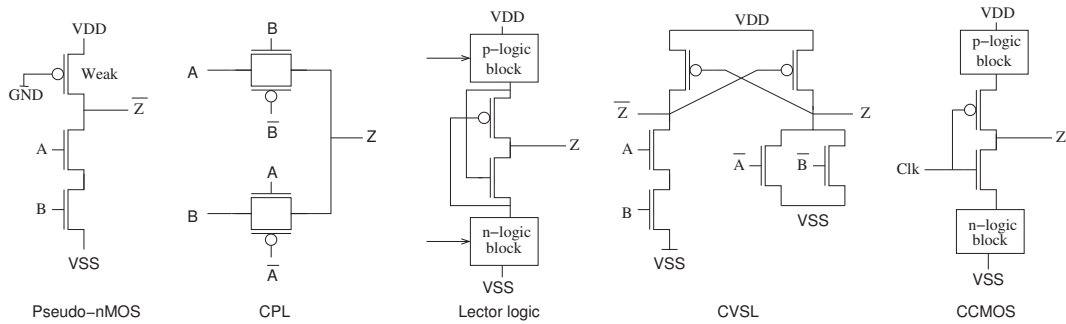 VDD
Weak
GND
Z̅
A
B
VSS
Pseudo−nMOS
B
A
B̅
Z
A
B
A̅
CPL
VDD
p−logic
block
Z
n−logic
block
VSS
Lector logic
VDD
Z̅
Z
A
A̅
B̅
B
VSS
VSS
CVSL
VDD
p−logic
block
Z
Clk
n−logic
block
VSS
CCMOS